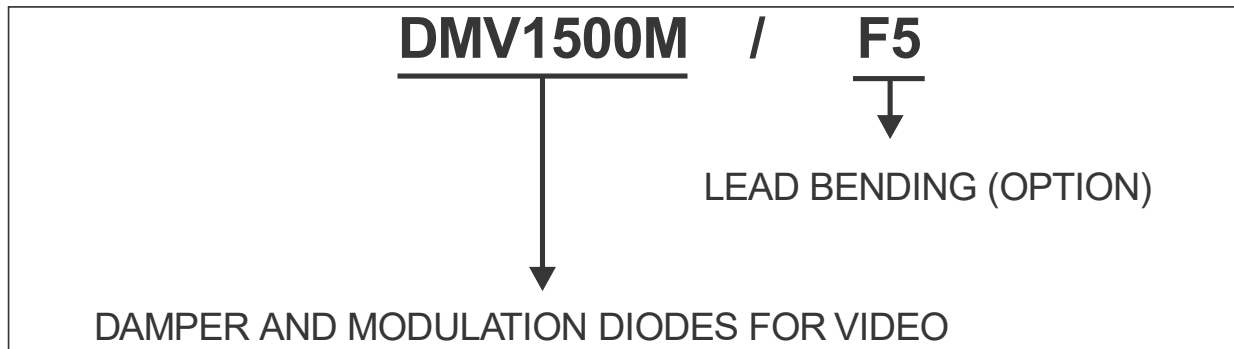 DMV1500M / F5
LEAD BENDING (OPTION)
DAMPER AND MODULATION DIODES FOR VIDEO